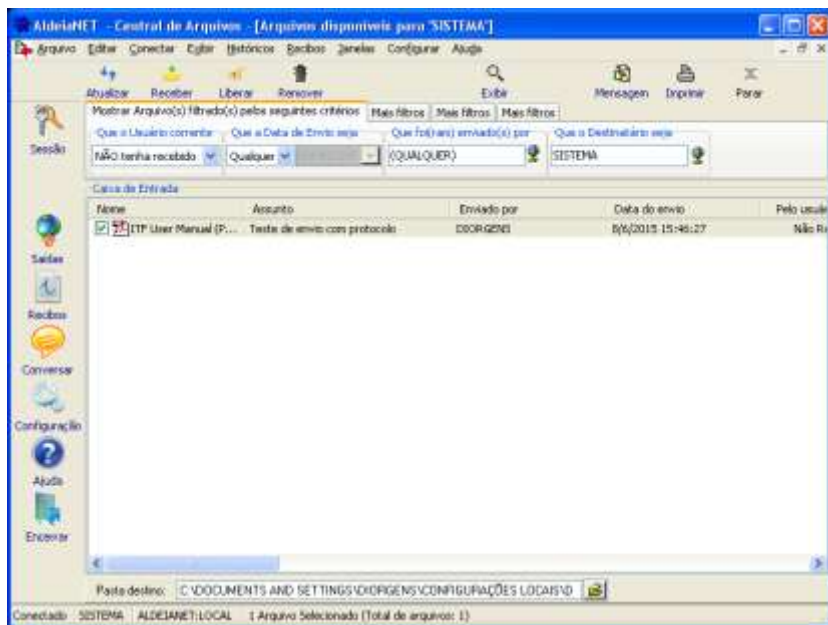 AldeiaNET - Central de Arquivos - [Arquivos disponíveis para 'SISTEMA']
Arquivo Editar Conectar Exibir Históricos Recibos Janelas Configurar Ajuda
Atualizar Receber Liberar Remover Exibir Mensagem Imprimir Parar
Sessão
Mostrar Arquivo(s) filtrado(s) pelos seguintes critérios Mais filtros Mais filtros Mais filtros
Que o Usuário corrente Que a Data de Envio seja Que foi(ram) enviado(s) por Que o Destinatário seja
NÃO tenha recebido Qualquer (QUALQUER) SISTEMA
Caixa de Entrada
Nome Assunto Enviado por Data do envio Pelo usuár
ITF User Manual (P... Teste de envio com protocolo DIORGENS 8/6/2015 15:46:27 Não R
Saídas
Recibos
Conversar
Configuração
Ajuda
Encerrar
Pasta destino: C:\DOCUMENTS AND SETTINGS\DIORGENS\CONFIGURAÇÕES LOCAIS\D
Conectado SISTEMA ALDEIANET:LOCAL 1 Arquivo Selecionado (Total de arquivos: 1)